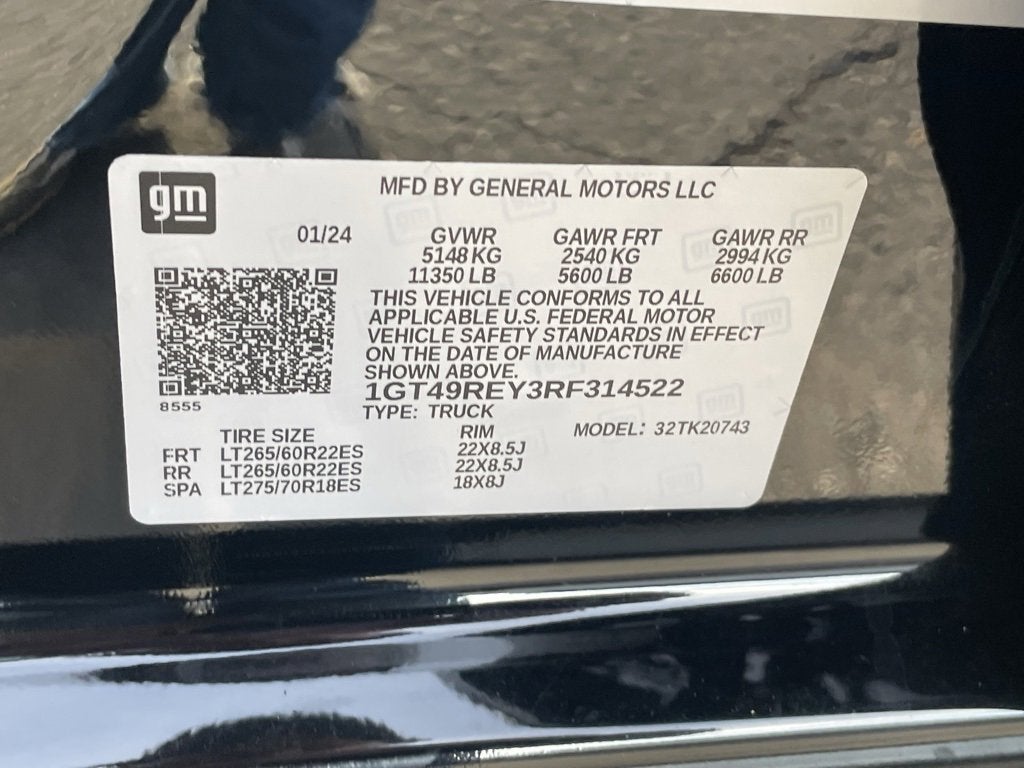 gm
MFD BY GENERAL MOTORS LLC
01/24 GVWR GAWR FRT GAWR RR
5148 KG 2540 KG 2994 KG
11350 LB 5600 LB 6600 LB
THIS VEHICLE CONFORMS TO ALL
APPLICABLE U.S. FEDERAL MOTOR
VEHICLE SAFETY STANDARDS IN EFFECT
ON THE DATE OF MANUFACTURE
SHOWN ABOVE.
1GT49REY3RF314522
8555
TYPE: TRUCK
TIRE SIZE RIM MODEL: 32TK20743
FRT LT265/60R22ES 22X8.5J
RR LT265/60R22ES 22X8.5J
SPA LT275/70R18ES 18X8J